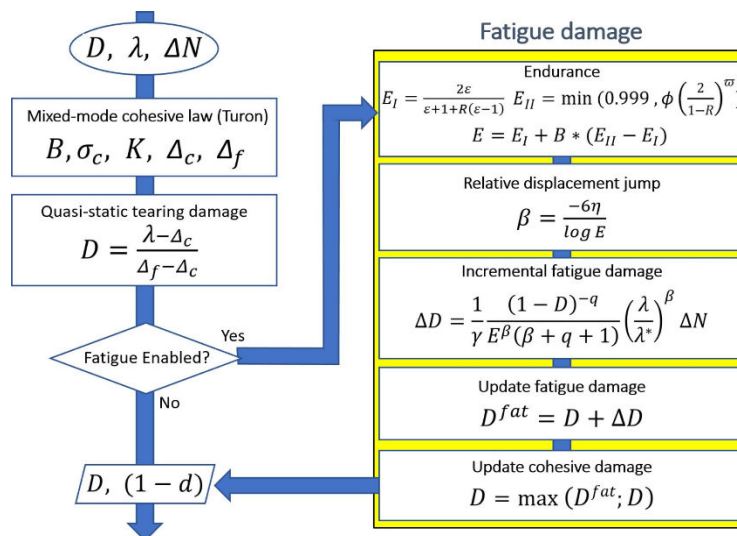 D, λ, ΔN
Mixed-mode cohesive law (Turon)
B, σ_c, K, Δ_c, Δ_f
Quasi-static tearing damage
D = (λ−Δ_c)/(Δ_f−Δ_c)
Fatigue Enabled?
Yes
No
D, (1 − d)
Fatigue damage
Endurance
E_I = 2ε/(ε+1+R(ε−1)) E_II = min (0.999 , ϕ(2/(1−R))^ϖ)
E = E_I + B * (E_II − E_I)
Relative displacement jump
β = −6η/log E
Incremental fatigue damage
ΔD = (1/γ) (1 − D)^−q/(E^β(β + q + 1)) (λ/λ*)^β ΔN
Update fatigue damage
D^fat = D + ΔD
Update cohesive damage
D = max (D^fat; D)